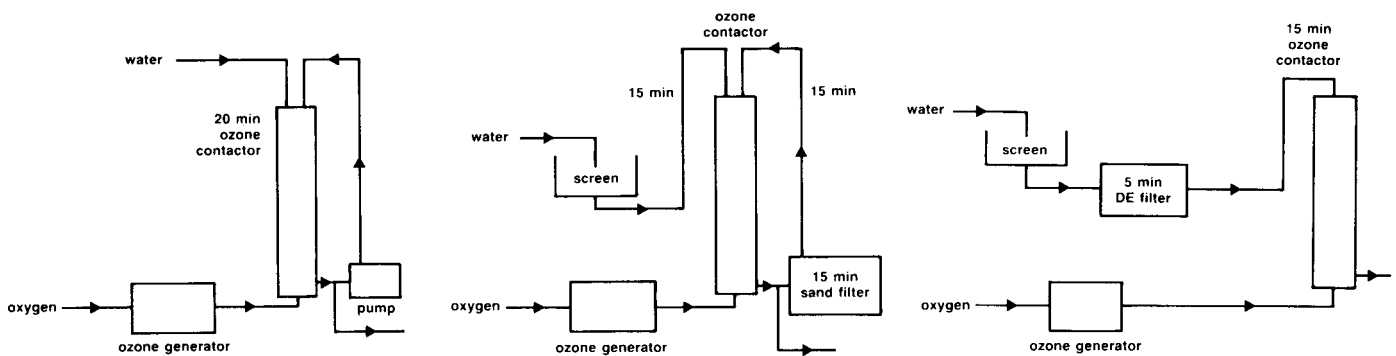 water
20 min
ozone
contactor
oxygen
ozone generator
pump
ozone
contactor
15 min
15 min
water
screen
oxygen
ozone generator
15 min
sand filter
15 min
ozone
contactor
water
screen
5 min
DE filter
oxygen
ozone generator